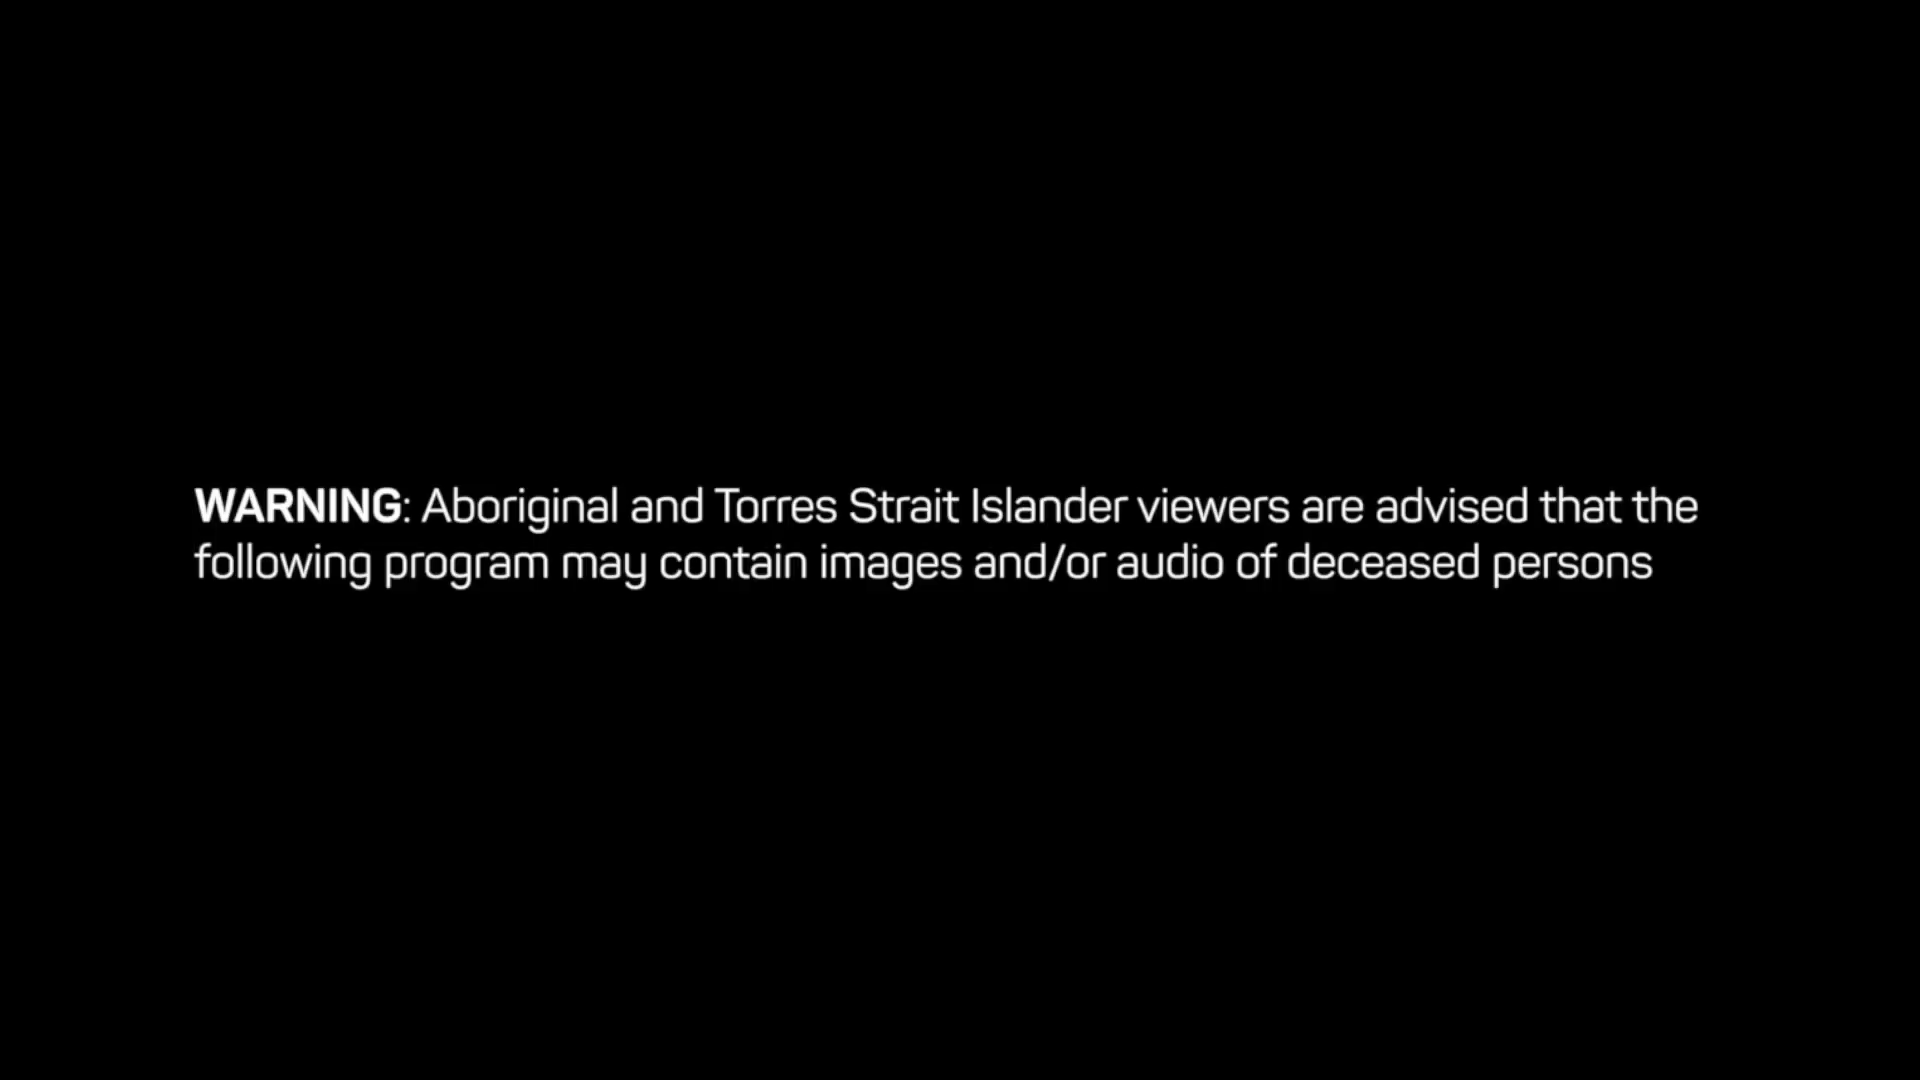 WARNING: Aboriginal and Torres Strait Islander viewers are advised that the
following program may contain images and/or audio of deceased persons